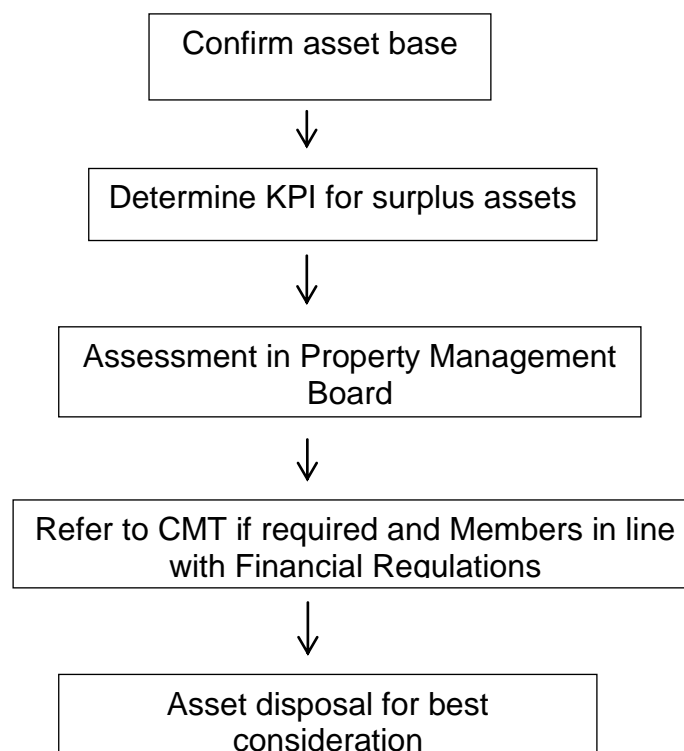 Confirm asset base
Determine KPI for surplus assets
Assessment in Property Management
Board
Refer to CMT if required and Members in line
with Financial Regulations
Asset disposal for best
consideration